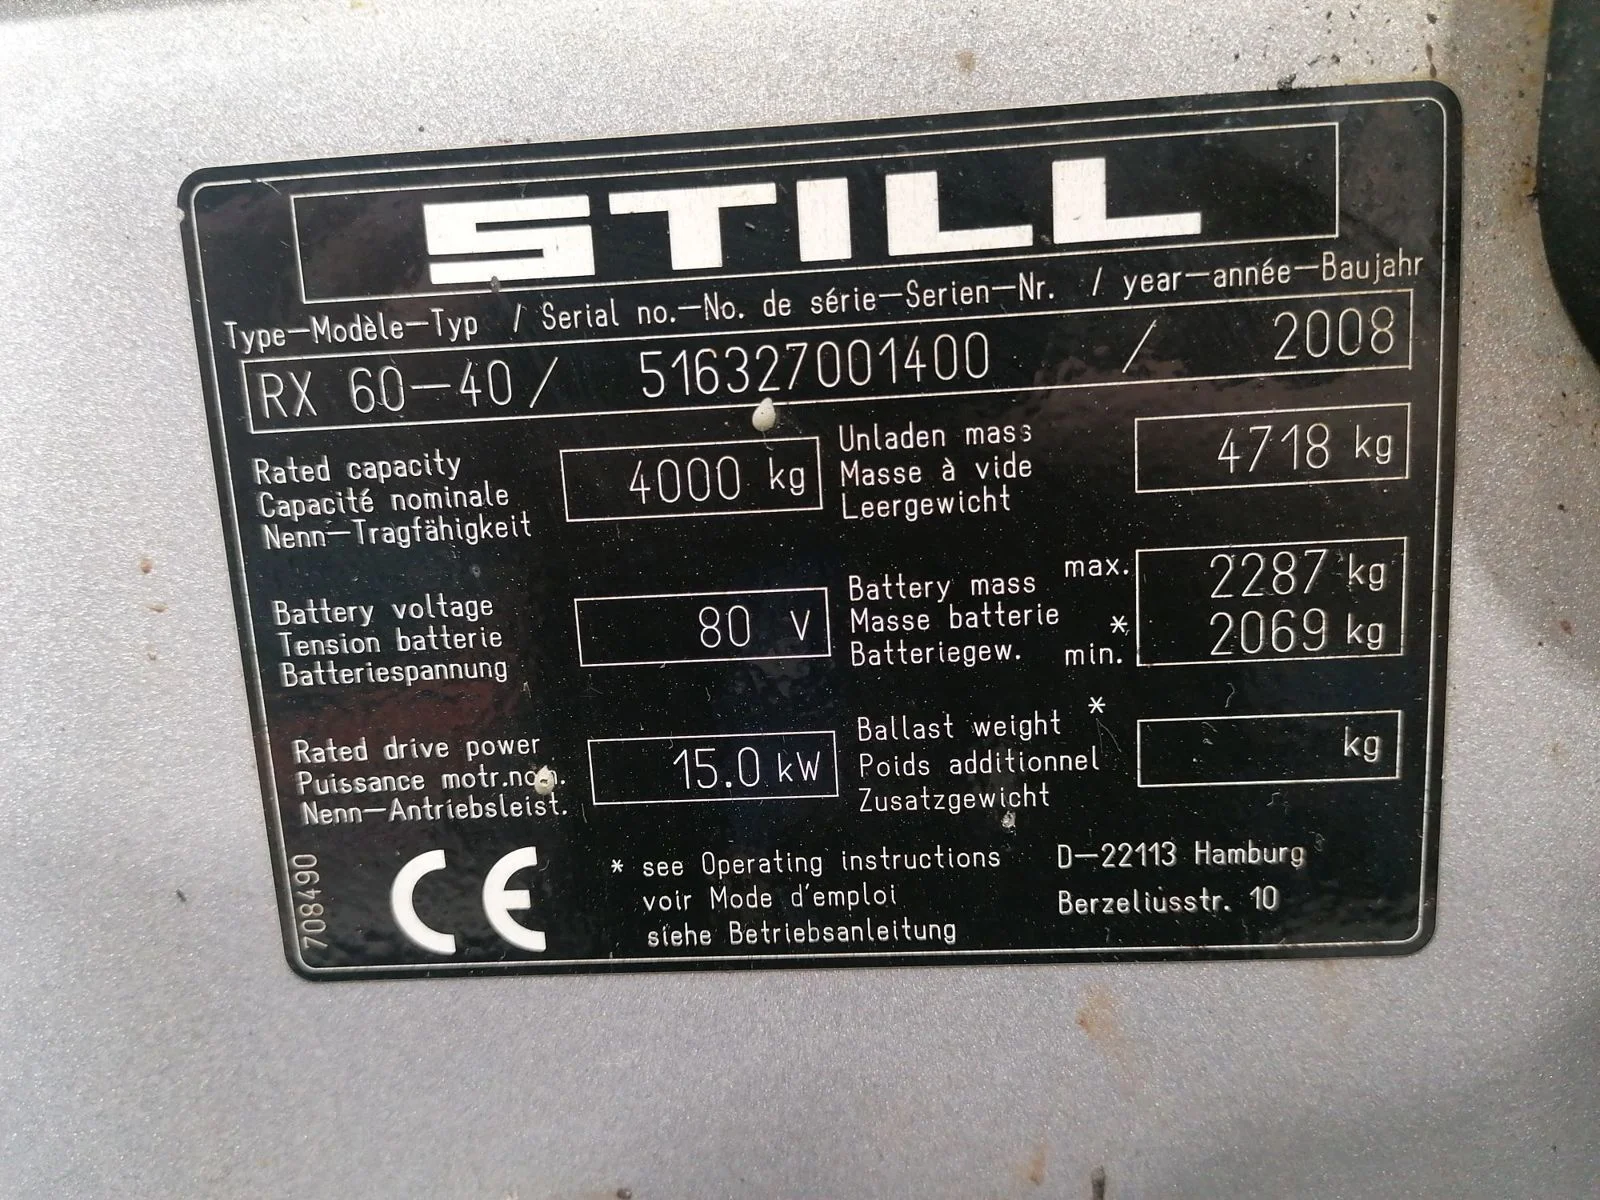 STILL
Type-Modèle-Typ / Serial no.-No. de série-Serien-Nr. / year-année-Baujahr
RX 60-40 / 516327001400 / 2008
Rated capacity
Capacité nominale
Nenn-Tragfähigkeit
4000 kg
Unladen mass
Masse à vide
Leergewicht
4718 kg
Battery voltage
Tension batterie
Batteriespannung
80 V
Battery mass max.
Masse batterie *
Batteriegew. min.
2287 kg
2069 kg
Rated drive power
Puissance motr.nom.
Nenn-Antriebsleist.
15.0 kW
Ballast weight *
Poids additionnel
Zusatzgewicht
kg
708490
CE
* see Operating instructions
voir Mode d'emploi
siehe Betriebsanleitung
D-22113 Hamburg
Berzeliusstr. 10